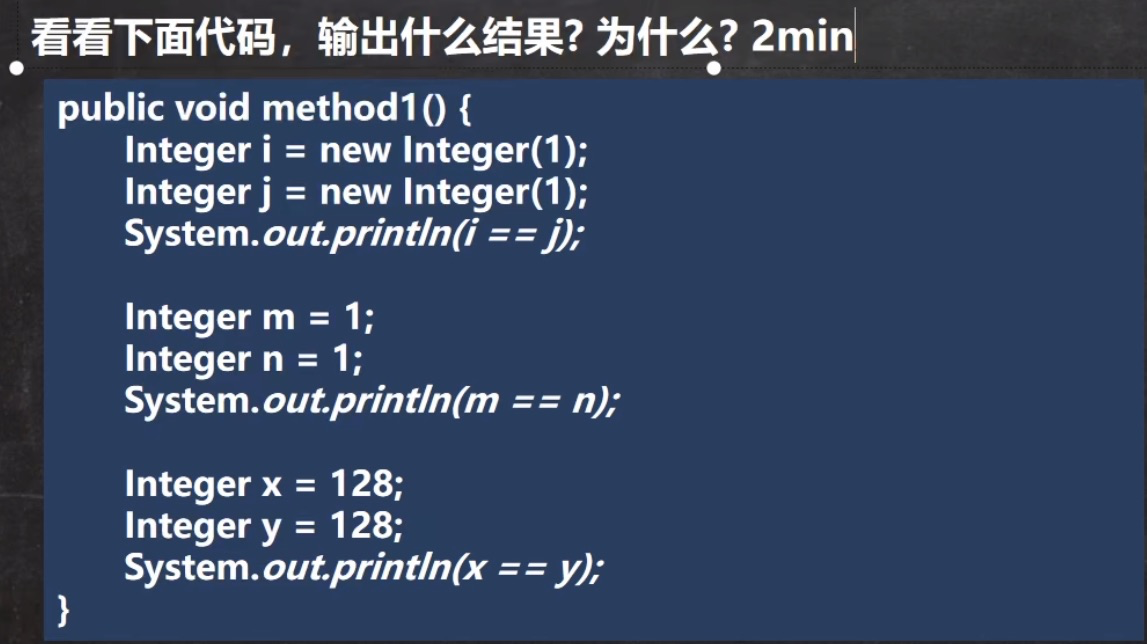 看看下面代码，输出什么结果? 为什么? 2min
public void method1() {
Integer i = new Integer(1);
Integer j = new Integer(1);
System.out.println(i == j);
Integer m = 1;
Integer n = 1;
System.out.println(m == n);
Integer x = 128;
Integer y = 128;
System.out.println(x == y);
}